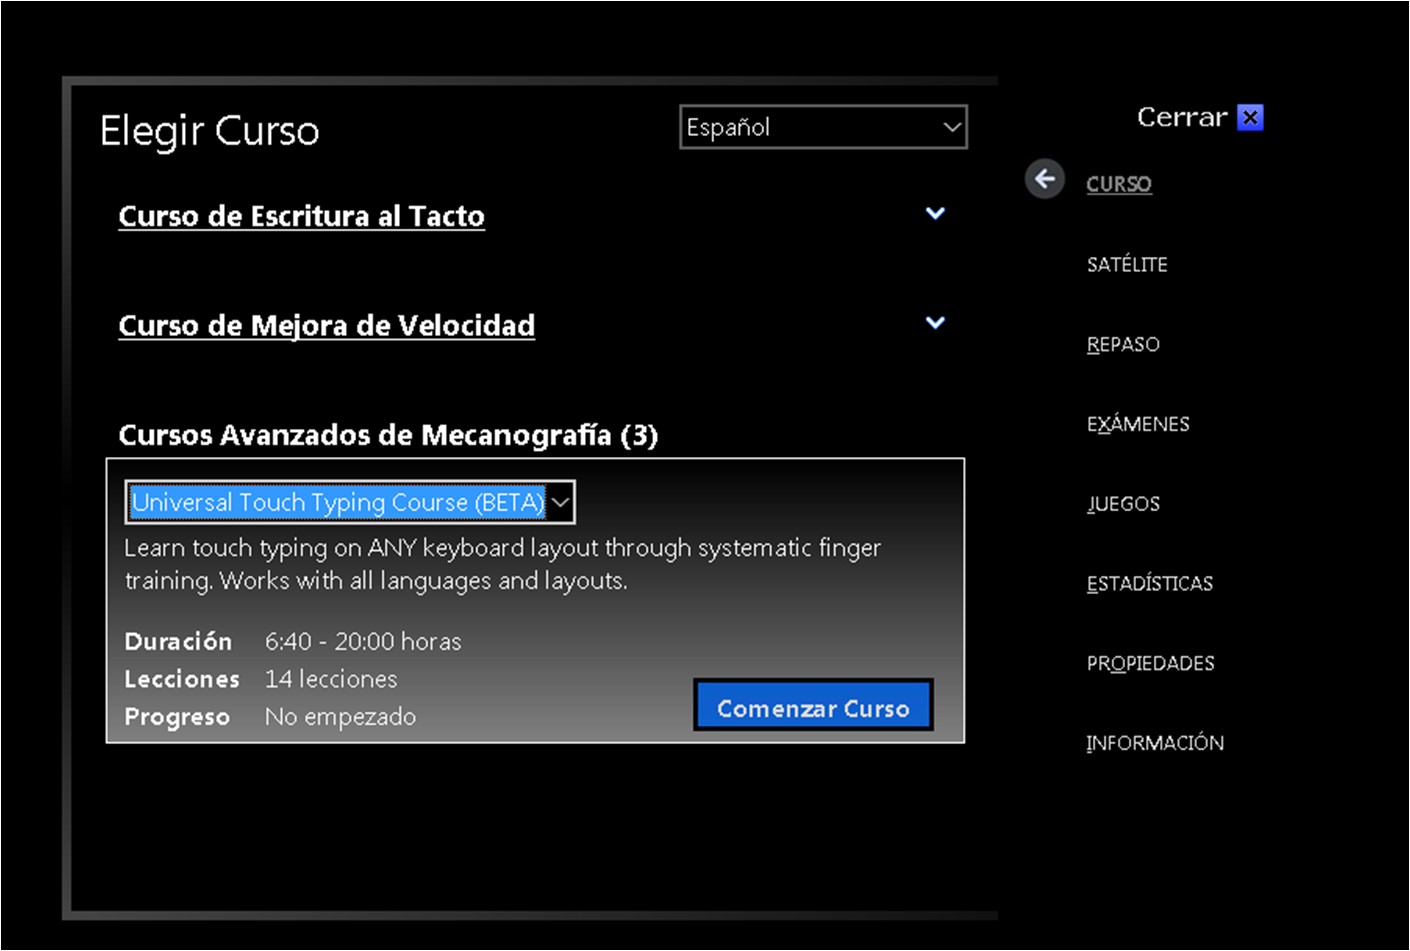 Elegir Curso
Español
Curso de Escritura al Tacto
Curso de Mejora de Velocidad
Cursos Avanzados de Mecanografía (3)
Universal Touch Typing Course (BETA)
Learn touch typing on ANY keyboard layout through systematic finger
training. Works with all languages and layouts.
Duración 6:40 - 20:00 horas
Lecciones 14 lecciones
Progreso No empezado
Comenzar Curso
Cerrar
CURSO
SATÉLITE
REPASO
EXÁMENES
JUEGOS
ESTADÍSTICAS
PROPIEDADES
INFORMACIÓN